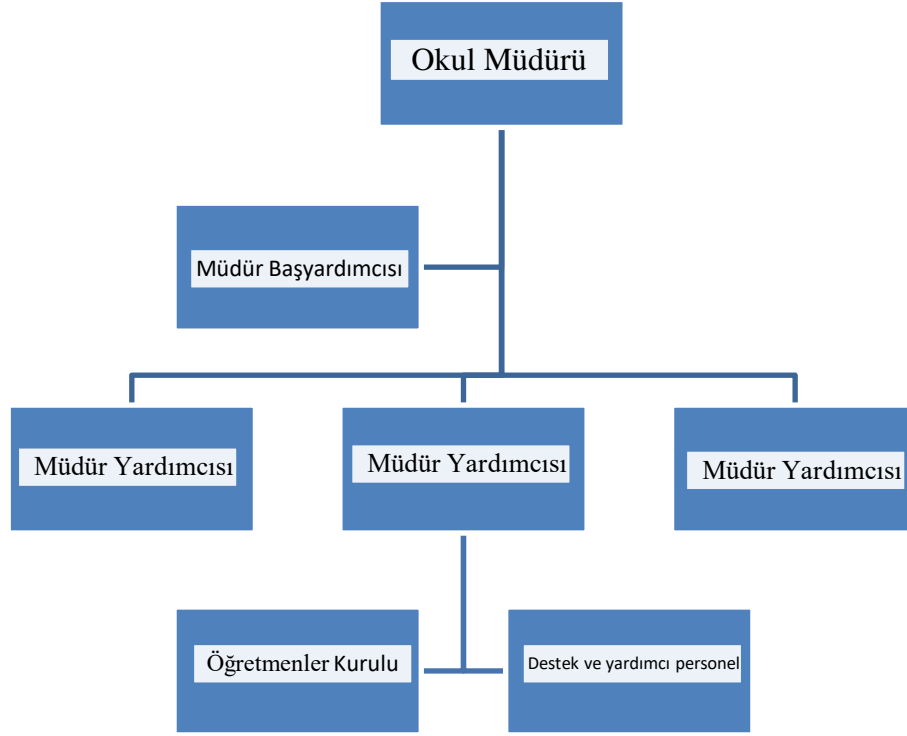 Okul Müdürü
Müdür Başyardımcısı
Müdür Yardımcısı
Müdür Yardımcısı
Müdür Yardımcısı
Öğretmenler Kurulu
Destek ve yardımcı personel